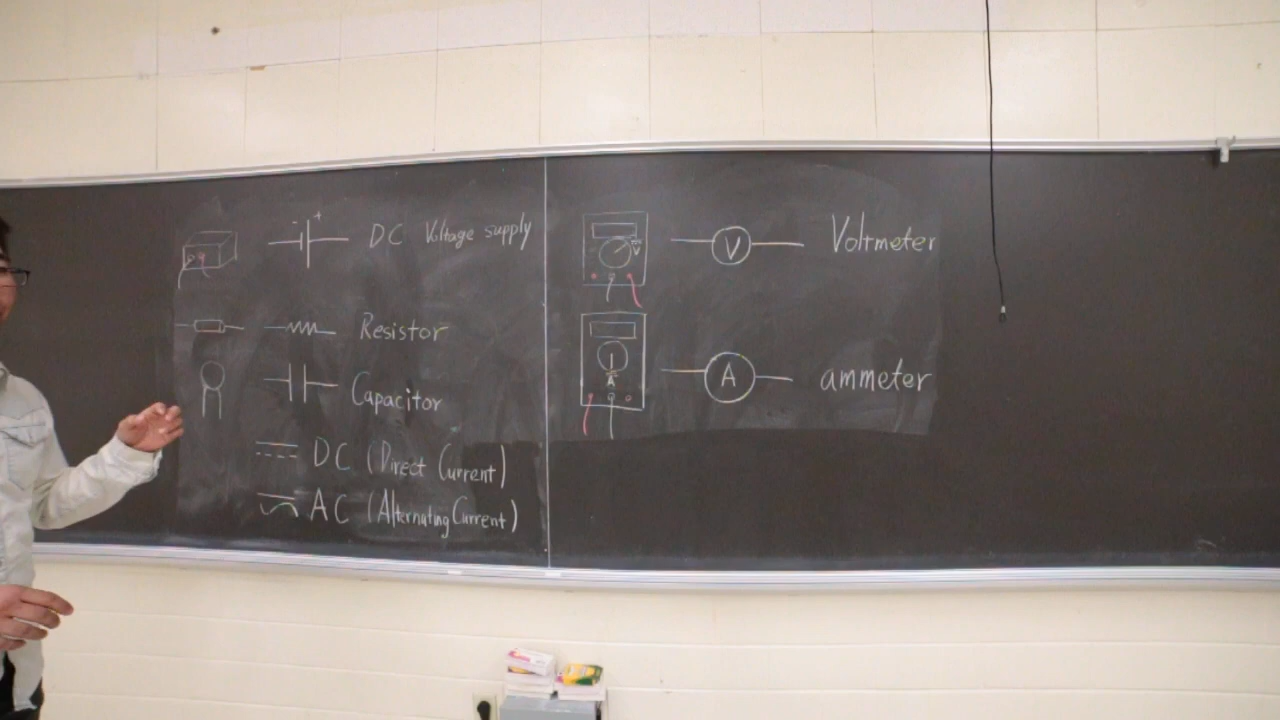 - + DC Voltage supply
Resistor
Capacitor
DC (Direct Current)
AC (Alternating Current)
V V Voltmeter
A A ammeter